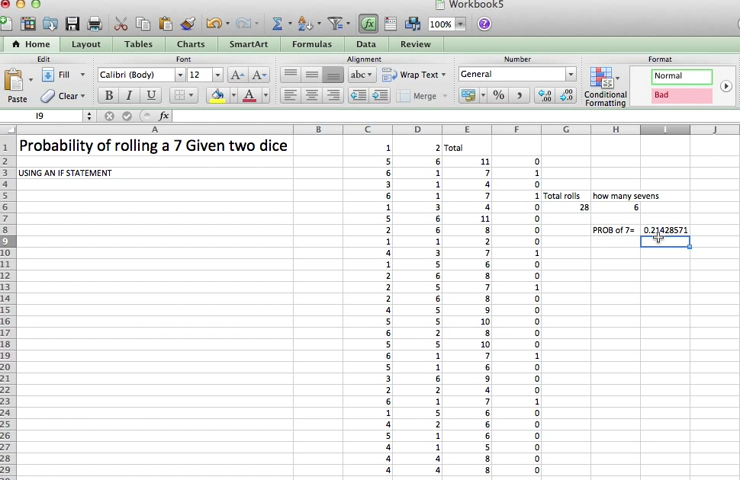 Workbook5
100%
Home Layout Tables Charts SmartArt Formulas Data Review
Edit Font Alignment Number Format
Paste Fill Calibri (Body) 12 A A abc Wrap Text General Conditional Formatting Normal
Clear B I U A Merge % Bad
I9 fx
A B C D E F G H I J
1 Probability of rolling a 7 Given two dice 1 2 Total
2 5 6 11 0
3 USING AN IF STATEMENT 6 1 7 1
4 3 1 4 0
5 6 1 7 1 Total rolls how many sevens
6 1 3 4 0 28 6
7 5 6 11 0
8 2 6 8 0 PROB of 7= 0.21428571
9 1 1 2 0
10 4 3 7 1
11 1 5 6 0
12 2 6 8 0
13 2 5 7 1
14 2 6 8 0
15 4 5 9 0
16 5 5 10 0
17 6 2 8 0
18 5 5 10 0
19 6 1 7 1
20 5 1 6 0
21 3 6 9 0
22 2 2 4 0
23 6 1 7 1
24 1 5 6 0
25 4 2 6 0
26 5 1 6 0
27 4 1 5 0
28 4 4 8 0
29 4 4 8 0